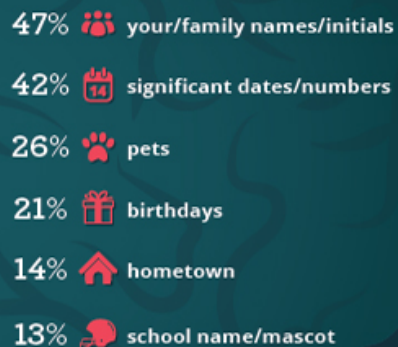 47% your/family names/initials
42% significant dates/numbers
14
26% pets
21% birthdays
14% hometown
13% school name/mascot